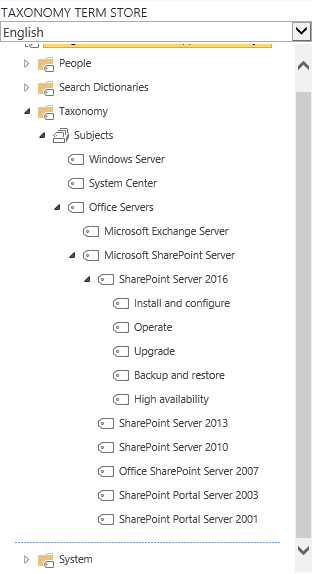 TAXONOMY TERM STORE
English
People
Search Dictionaries
Taxonomy
Subjects
Windows Server
System Center
Office Servers
Microsoft Exchange Server
Microsoft SharePoint Server
SharePoint Server 2016
Install and configure
Operate
Upgrade
Backup and restore
High availability
SharePoint Server 2013
SharePoint Server 2010
Office SharePoint Server 2007
SharePoint Portal Server 2003
SharePoint Portal Server 2001
System